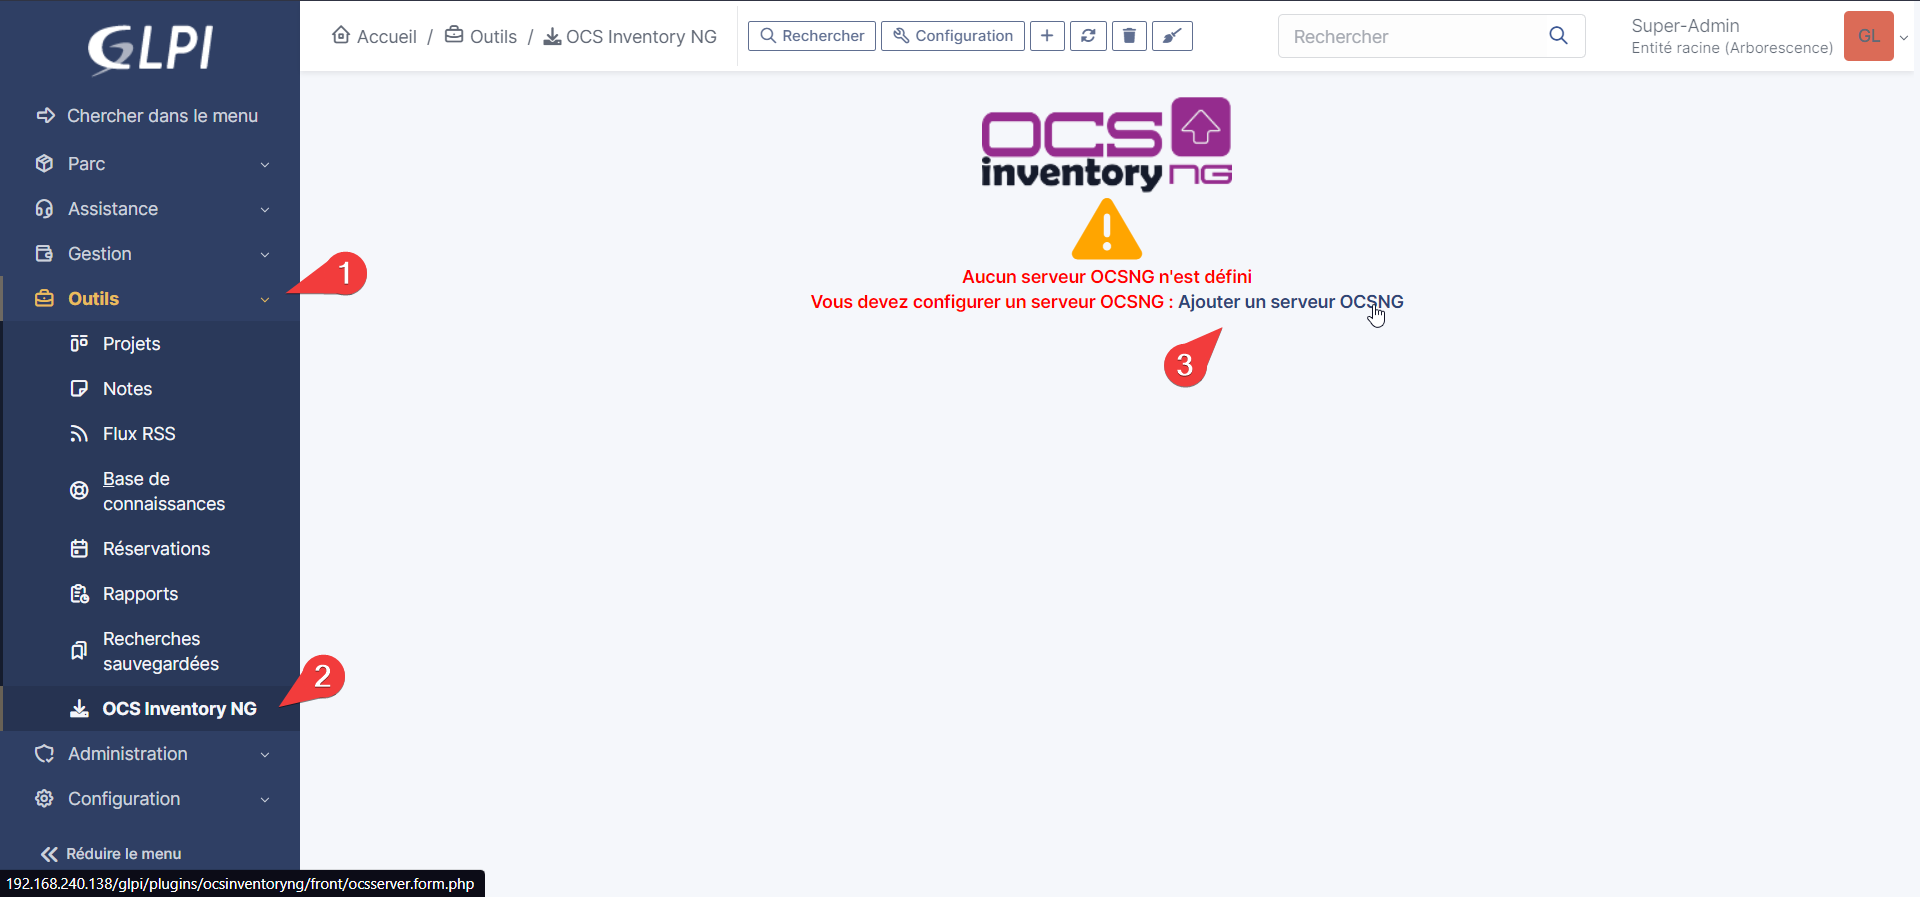 GLPI
Chercher dans le menu
Parc
Assistance
Gestion
Outils
Projets
Notes
Flux RSS
Base de
connaissances
Réservations
Rapports
Recherches
sauvegardées
OCS Inventory NG
Administration
Configuration
Réduire le menu
192.168.240.138/glpi/plugins/ocsinventoryng/front/ocsserver.form.php
Accueil / Outils / OCS Inventory NG
Rechercher
Configuration
Rechercher
Super-Admin
Entité racine (Arborescence)
GL
OCS
inventory NG
Aucun serveur OCSNG n'est défini
Vous devez configurer un serveur OCSNG : Ajouter un serveur OCSNG
1
2
3